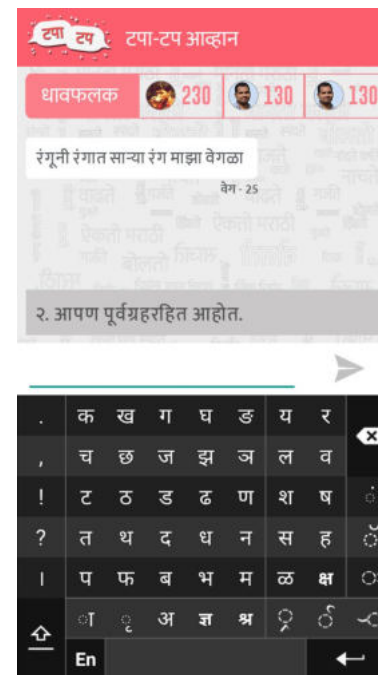 टपा टप टपा-टप आव्हान
धावफलक 230 130 130
रंगूनी रंगात साऱ्या रंग माझा वेगळा
वेग - 25
२. आपण पूर्वग्रहरहित आहोत.
. क ख ग घ ङ य र
, च छ ज झ ञ ल व
! ट ठ ड ढ ण श ष ं
? त थ द ध न स ह ॅ
। प फ ब भ म ळ क्ष
ा ृ अ ज्ञ श्र
En